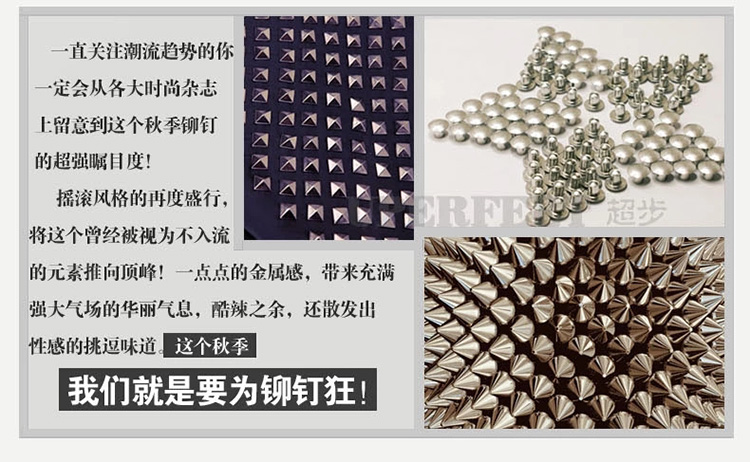 一直关注潮流趋势的你
一定会从各大时尚杂志
上留意到这个秋季铆钉
的超强瞩目度！
摇滚风格的再度盛行，
将这个曾经被视为不入流
的元素推向顶峰！一点点的金属感，带来充满
强大气场的华丽气息，酷辣之余，还散发出
性感的挑逗味道。这个秋季
我们就是要为铆钉狂！
超步